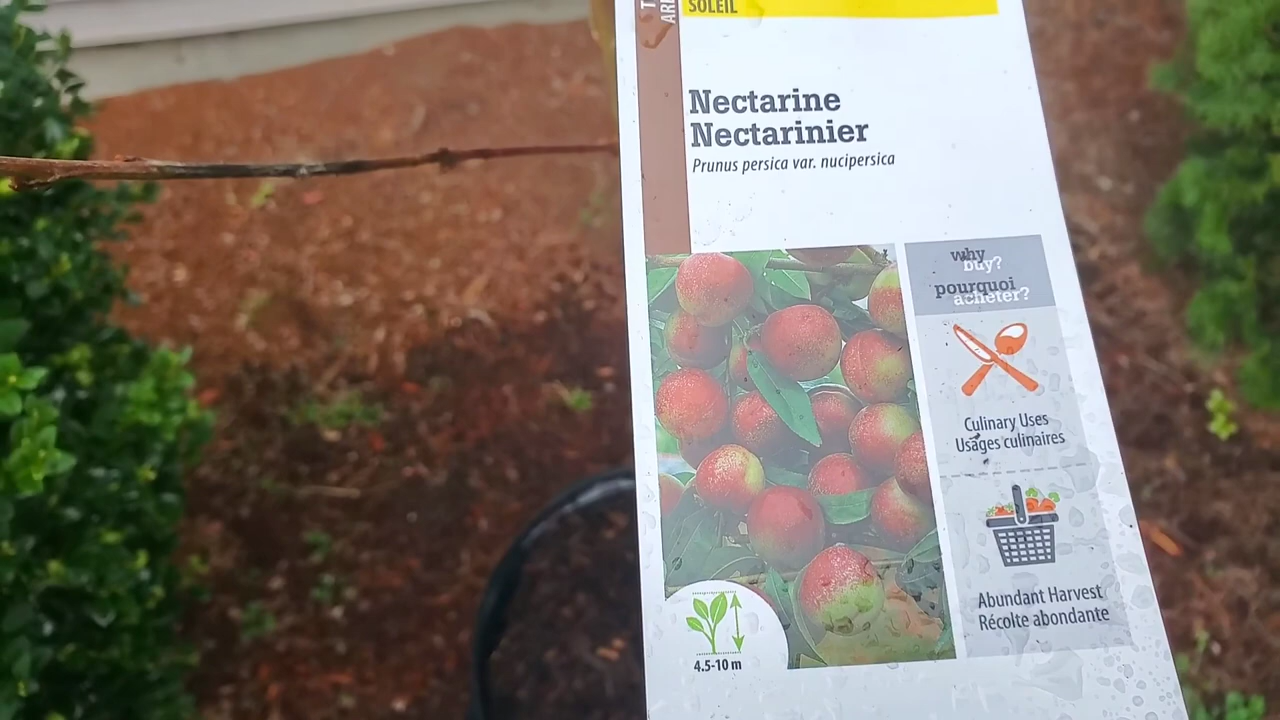 SOLEIL
Nectarine
Nectarinier
Prunus persica var. nucipersica
why
buy?
pourquoi
acheter?
Culinary Uses
Usages culinaires
Abundant Harvest
Récolte abondante
4.5-10 m